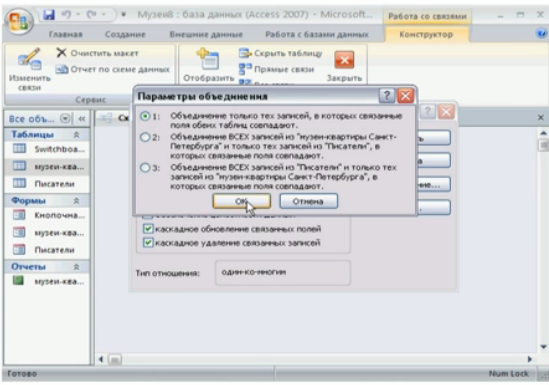 Музей : база данных (Access 2007) - Microsoft...
Работа со связями
Главная
Создание
Внешние данные
Работа с базами данных
Конструктор
Изменить связи
Очистить макет
Отчет по схеме данных
Отобразить
Скрыть таблицу
Прямые связи
Закрыть
Сервис
Параметры объединения
Все объ...
Таблицы
Switchboa...
музеи-ква...
Писатели
Формы
Кнопочна...
музеи-ква...
Писатели
Отчеты
музеи-ква...
1: Объединение только тех записей, в которых связанные
поля обеих таблиц совпадают.
2: Объединение ВСЕХ записей из "музеи-квартиры Санкт-
Петербурга" и только тех записей из "Писатели", в
которых связанные поля совпадают.
3: Объединение ВСЕХ записей из "Писатели" и только тех
записей из "музеи-квартиры Санкт-Петербурга", в
которых связанные поля совпадают.
OK
Отмена
каскадное обновление связанных полей
каскадное удаление связанных записей
Тип отношения:
один-ко-многим
Готово
Num Lock